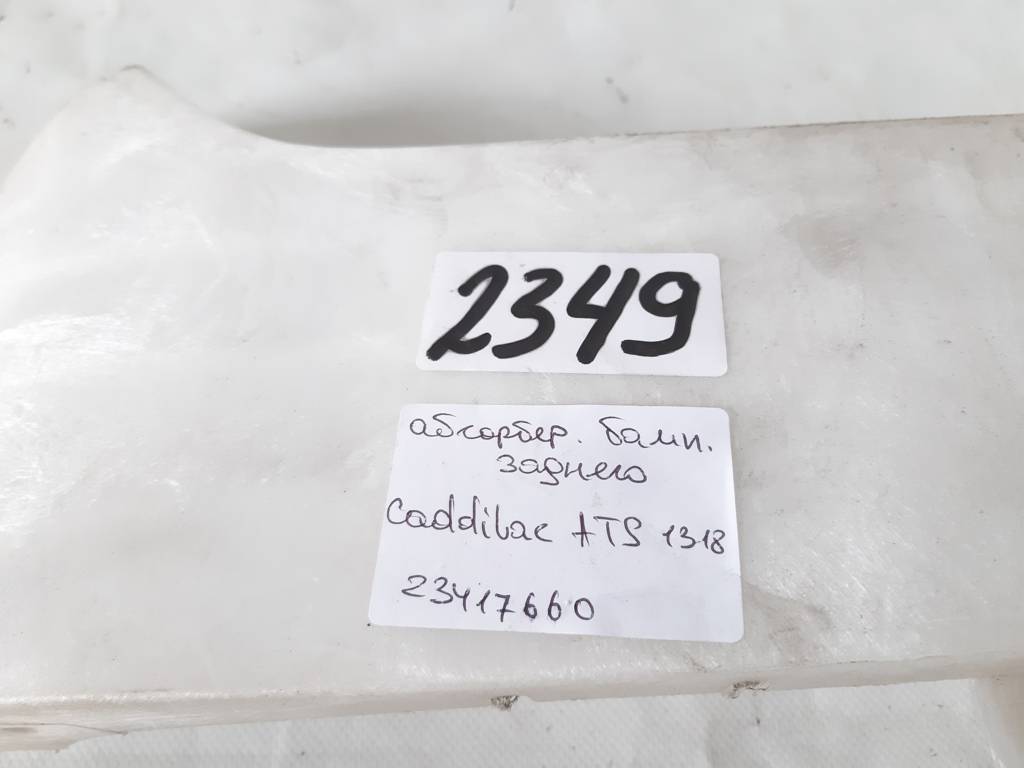 2349
абсорбер. бамп.
заднего
Caddilac ATS 1318
23417660